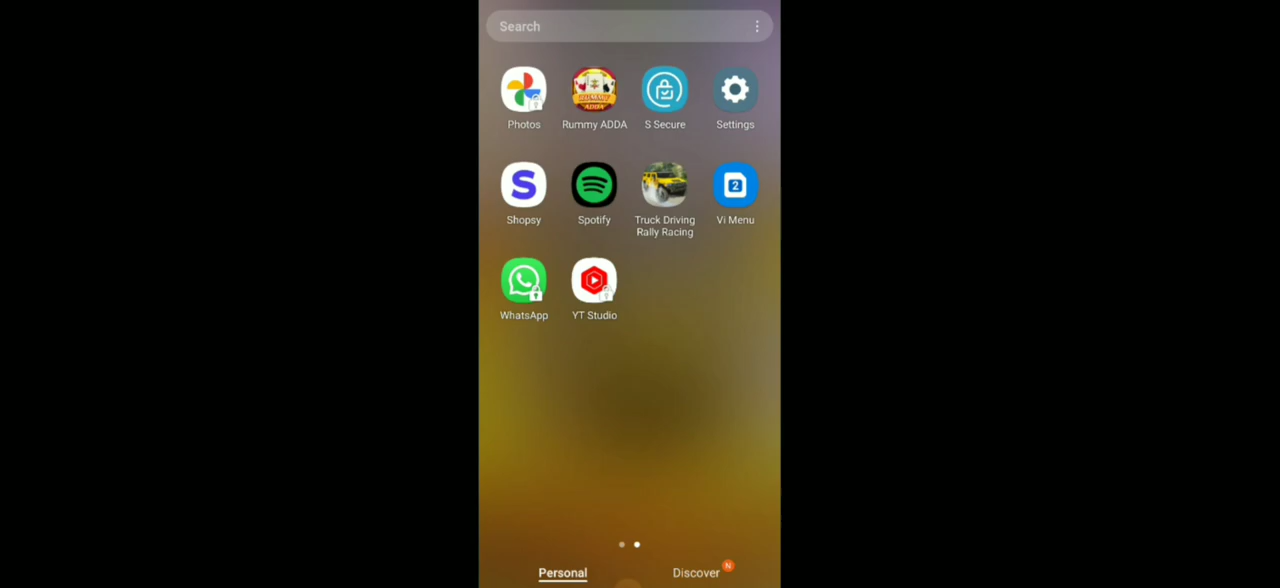 Search
Photos
Rummy ADDA
S Secure
Settings
Shopsy
Spotify
Truck Driving
Rally Racing
2
Vi Menu
WhatsApp
YT Studio
Personal
Discover
N